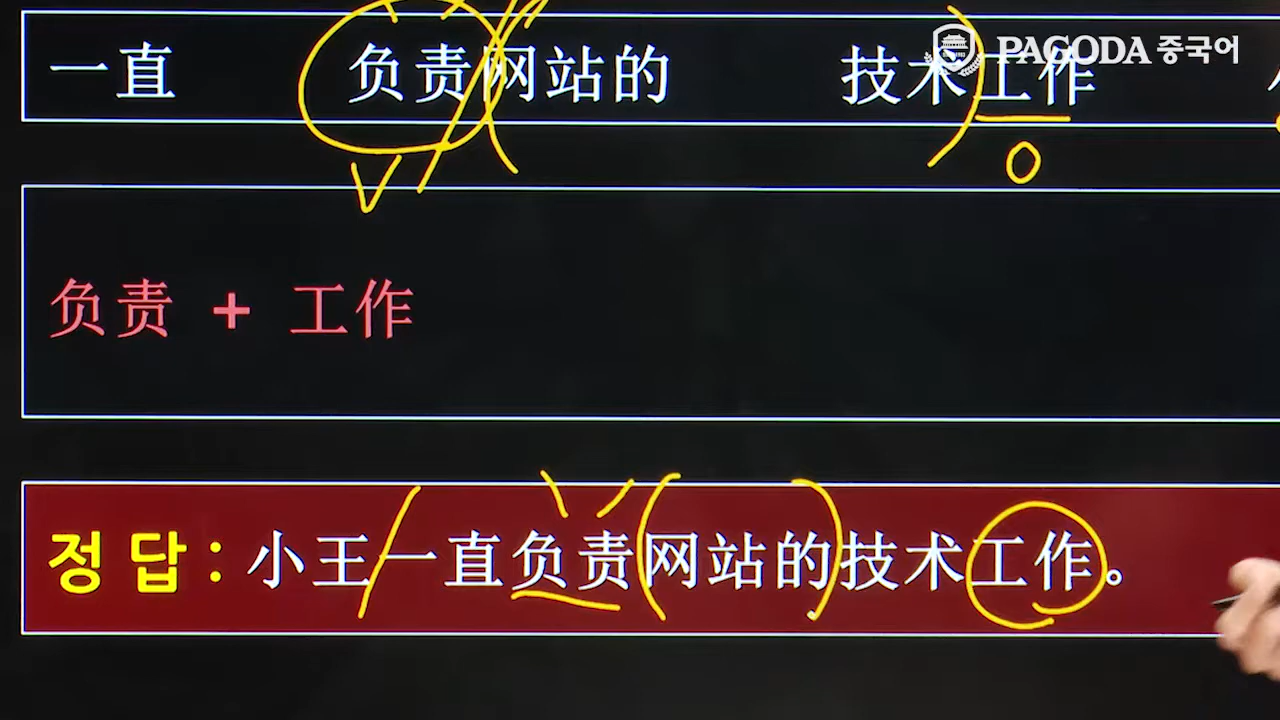 PAGODA 중국어
一直 负责网站的 技术工作
负责 + 工作
정답 : 小王一直负责网站的技术工作。